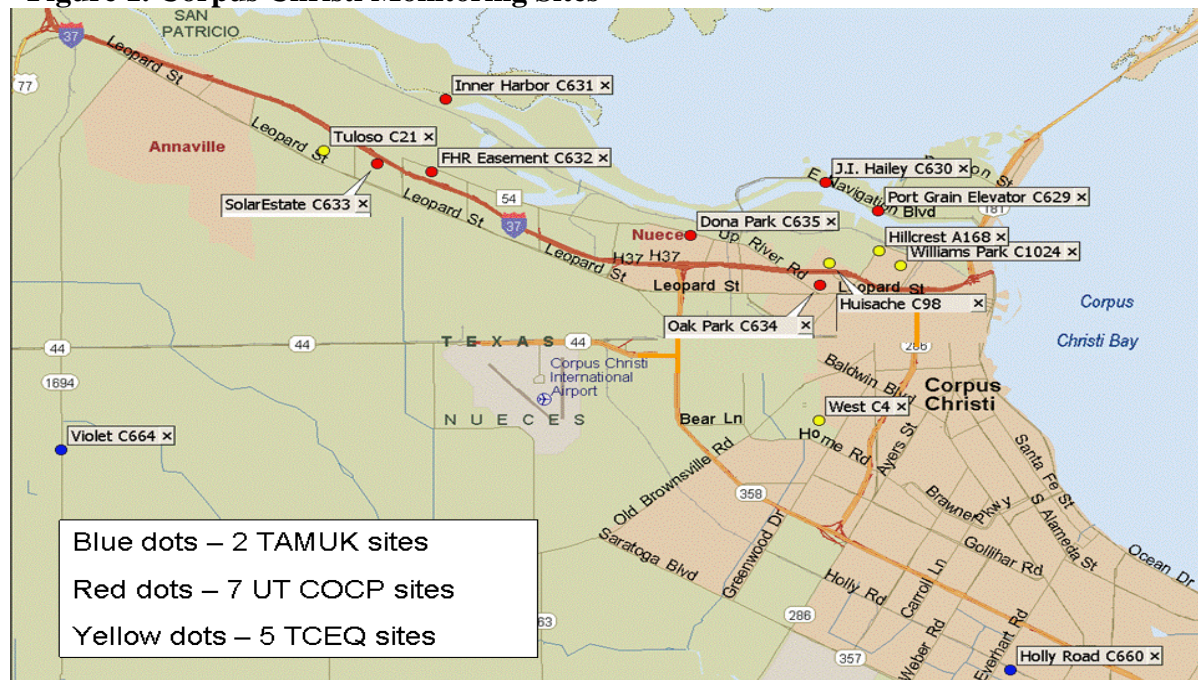 SAN
PATRICIO
37
Leopard St
77
Inner Harbor C631 ×
Annaville
Leopard St
Tuloso C21 ×
FHR Easement C632 ×
SolarEstate C633 ×
Leopard St
54
37
J.I. Hailey C630 ×
E Navigation Blvd
Port Grain Elevator C629 ×
181
Dona Park C635 ×
Nuece
Up River Rd
Hillcrest A168 ×
Williams Park C1024 ×
H37 H37
Leopard St
Leopard St
Leopard St
Huisache C98 ×
Oak Park C634 ×
Corpus
Christi Bay
44
44
TEXAS
44
286
1694
Corpus Christi
International
Airport
Baldwin Blvd
Corpus
Christi
NUECES
Bear Ln
West C4 ×
Home Rd
Ayers St
Violet C664 ×
Old Brownsville Rd
Santa Fe St
358
Brawner Pkwy
S Alameda St
Saratoga Blvd
Greenwood Dr
Gollihar Rd
Ocean Dr
Blue dots – 2 TAMUK sites
Red dots – 7 UT COCP sites
Yellow dots – 5 TCEQ sites
63
Holly Rd
Carroll Ln
286
Weber Rd
Everhart Rd
357
Holly Road C660 ×